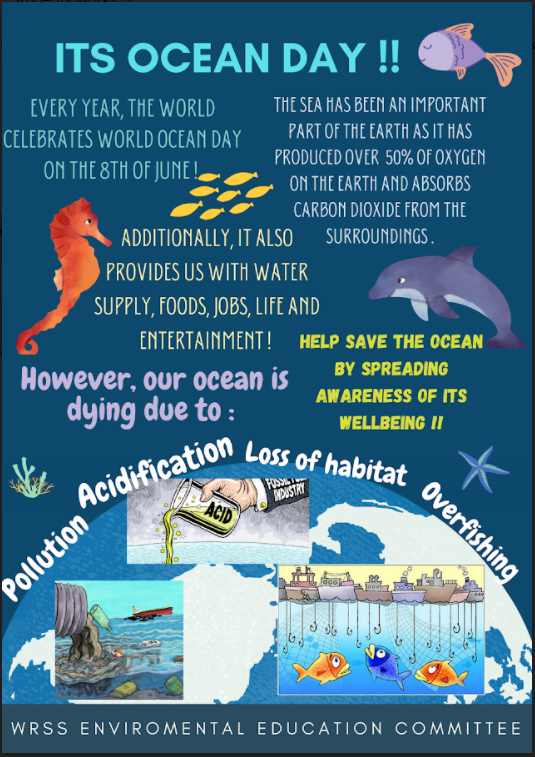 ITS OCEAN DAY !!
EVERY YEAR, THE WORLD
CELEBRATES WORLD OCEAN DAY
ON THE 8TH OF JUNE !
THE SEA HAS BEEN AN IMPORTANT
PART OF THE EARTH AS IT HAS
PRODUCED OVER 50% OF OXYGEN
ON THE EARTH AND ABSORBS
CARBON DIOXIDE FROM THE
SURROUNDINGS .
ADDITIONALLY, IT ALSO
PROVIDES US WITH WATER
SUPPLY, FOODS, JOBS, LIFE AND
ENTERTAINMENT !
HELP SAVE THE OCEAN
BY SPREADING
AWARENESS OF ITS
WELLBEING !!
However, our ocean is
dying due to :
Pollution
Acidification
Loss of habitat
Overfishing
INDUSTRY
ACID
WRSS ENVIROMENTAL EDUCATION COMMITTEE